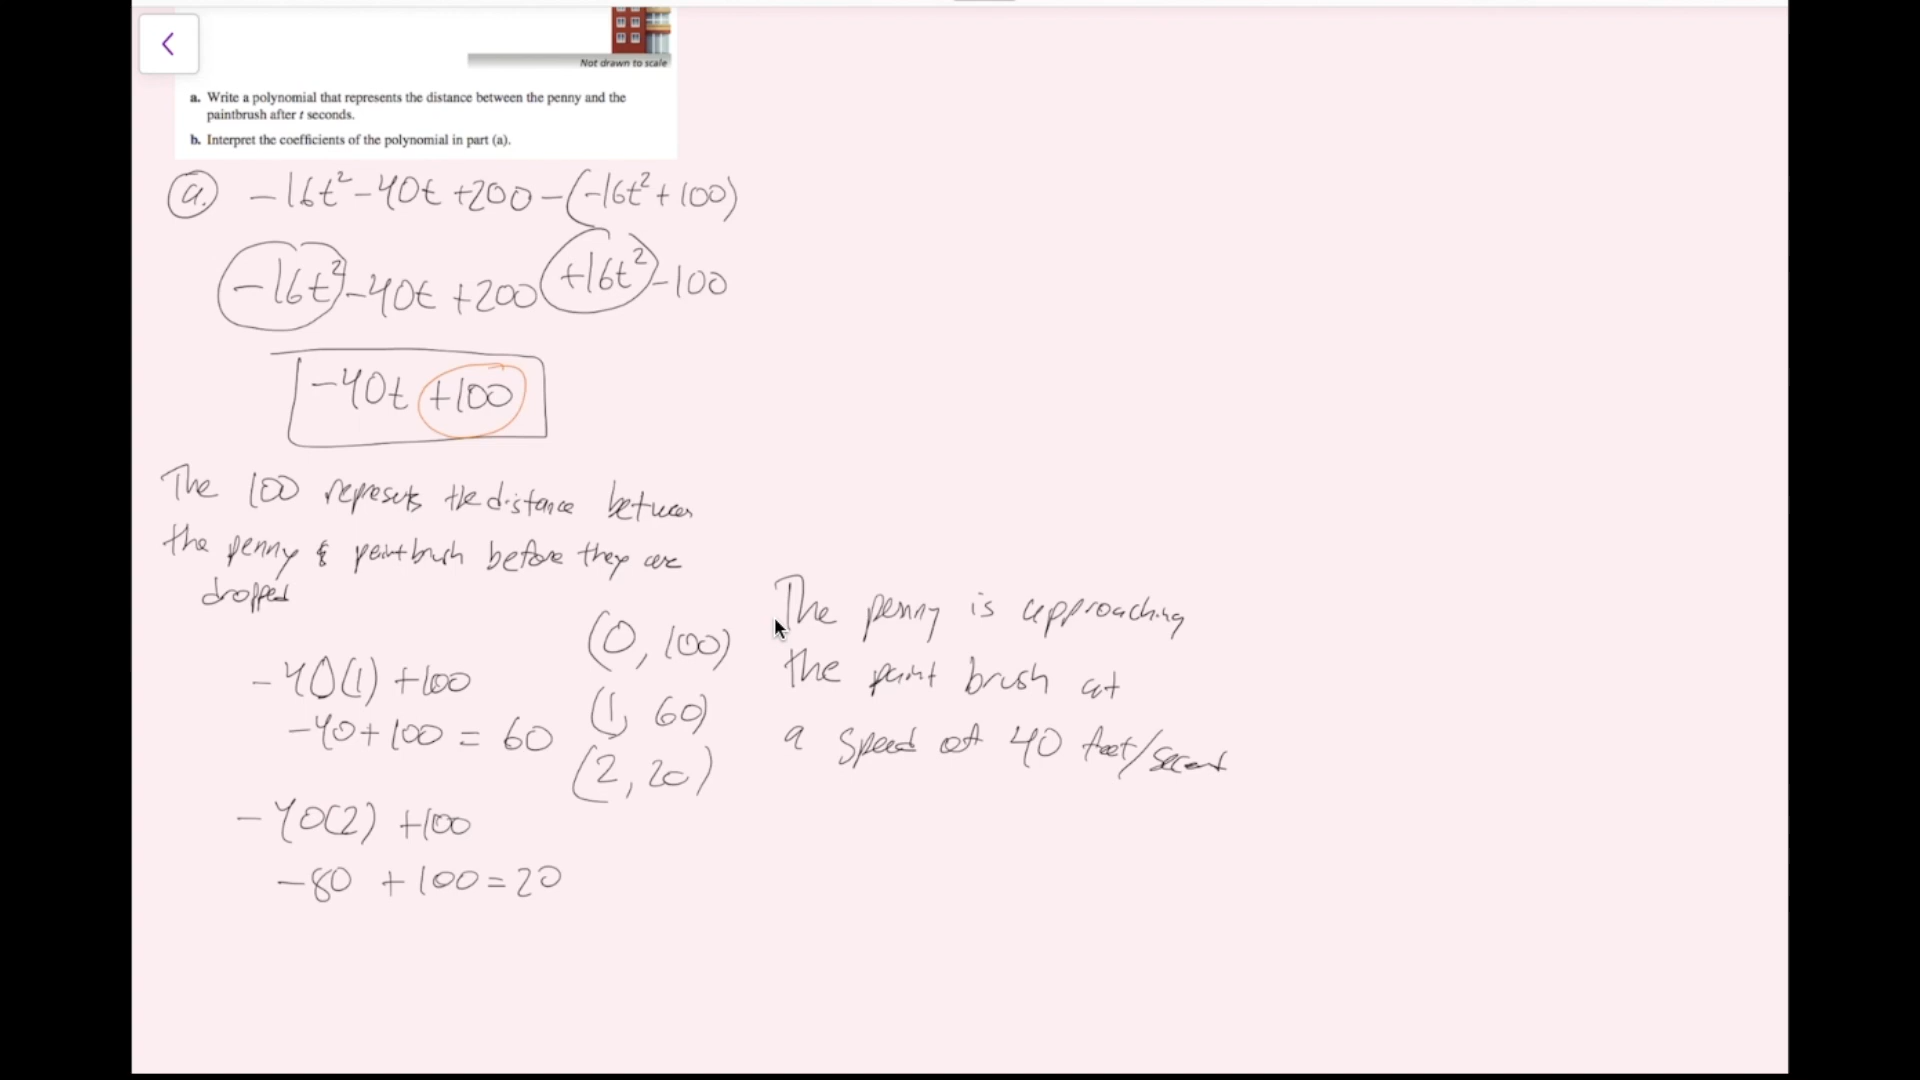 Not drawn to scale
a. Write a polynomial that represents the distance between the penny and the
paintbrush after t seconds.
b. Interpret the coefficients of the polynomial in part (a).
a. -16t²-40t+200-(-16t²+100)
-16t²-40t+200+16t²-100
-40t+100
The 100 represents the distance between
the penny & paintbrush before they are
dropped
-40(1)+100
-40+100=60
-40(2)+100
-80+100=20
(0,100)
(1,60)
(2,20)
The penny is approaching
the paint brush at
a speed of 40 feet/second